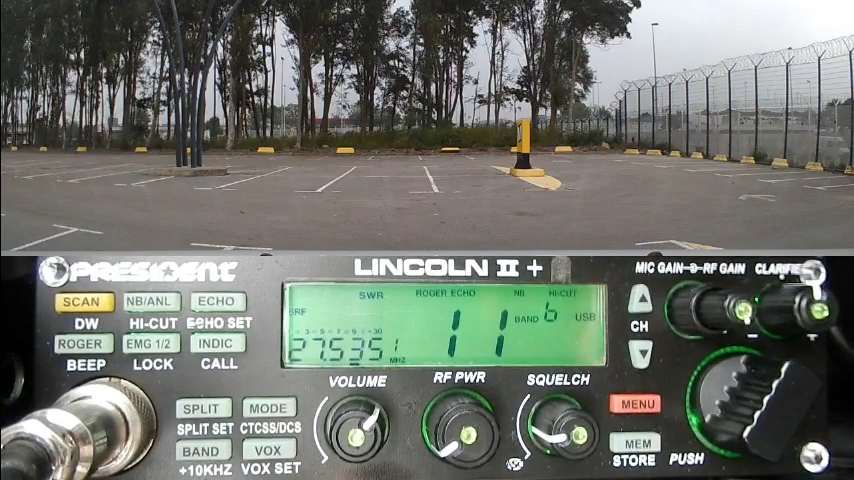 PRESIDENT
LINCOLN II +
MIC GAIN RF GAIN CLARIFIER
SCAN NB/ANL ECHO
DW HI-CUT ECHO SET
ROGER EMG 1/2 INDIC
BEEP LOCK CALL
SWR ROGER ECHO NB HI-CUT
SRF
11 BAND 6 USB
27.5351 MHZ
CH
VOLUME RF PWR SQUELCH
SPLIT MODE
SPLIT SET CTCSS/DCS
BAND VOX
+10KHZ VOX SET
MENU
MEM
STORE PUSH
- +